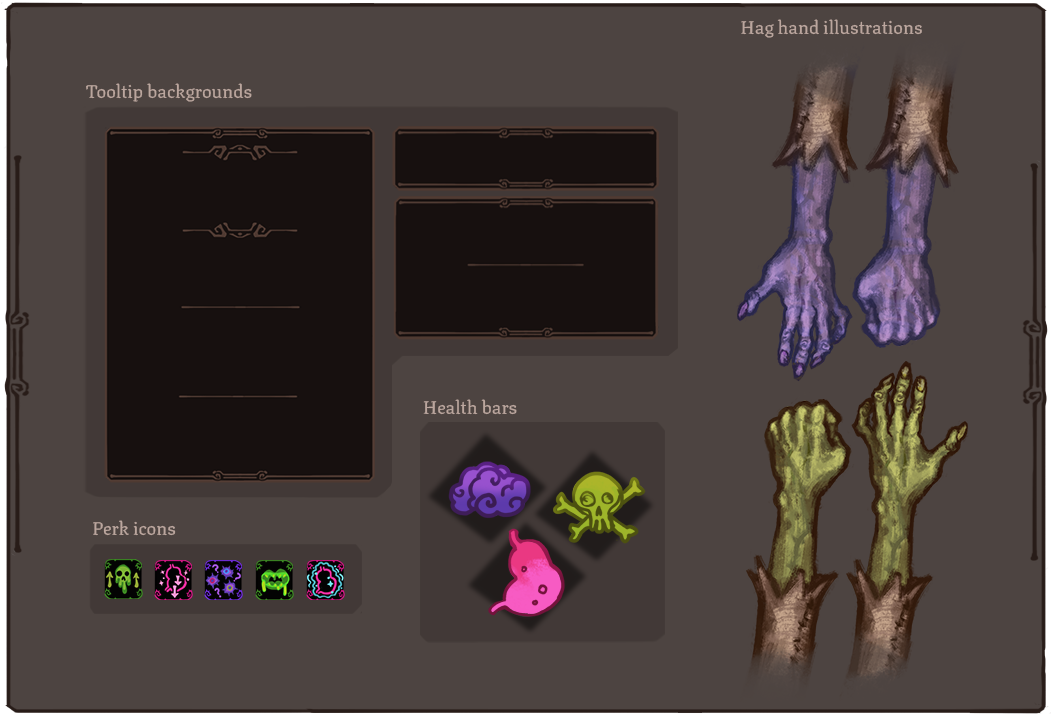 Hag hand illustrations
Tooltip backgrounds
Health bars
Perk icons